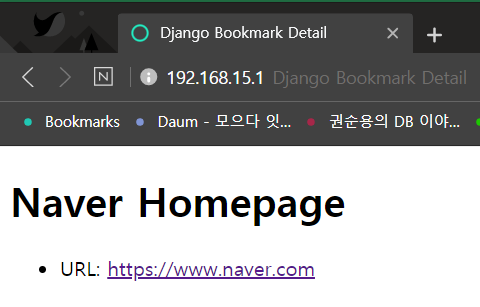 Django Bookmark Detail
N 192.168.15.1 Django Bookmark Detail
Bookmarks Daum - 모으다 잇... 권순용의 DB 이야...
Naver Homepage
URL: https://www.naver.com